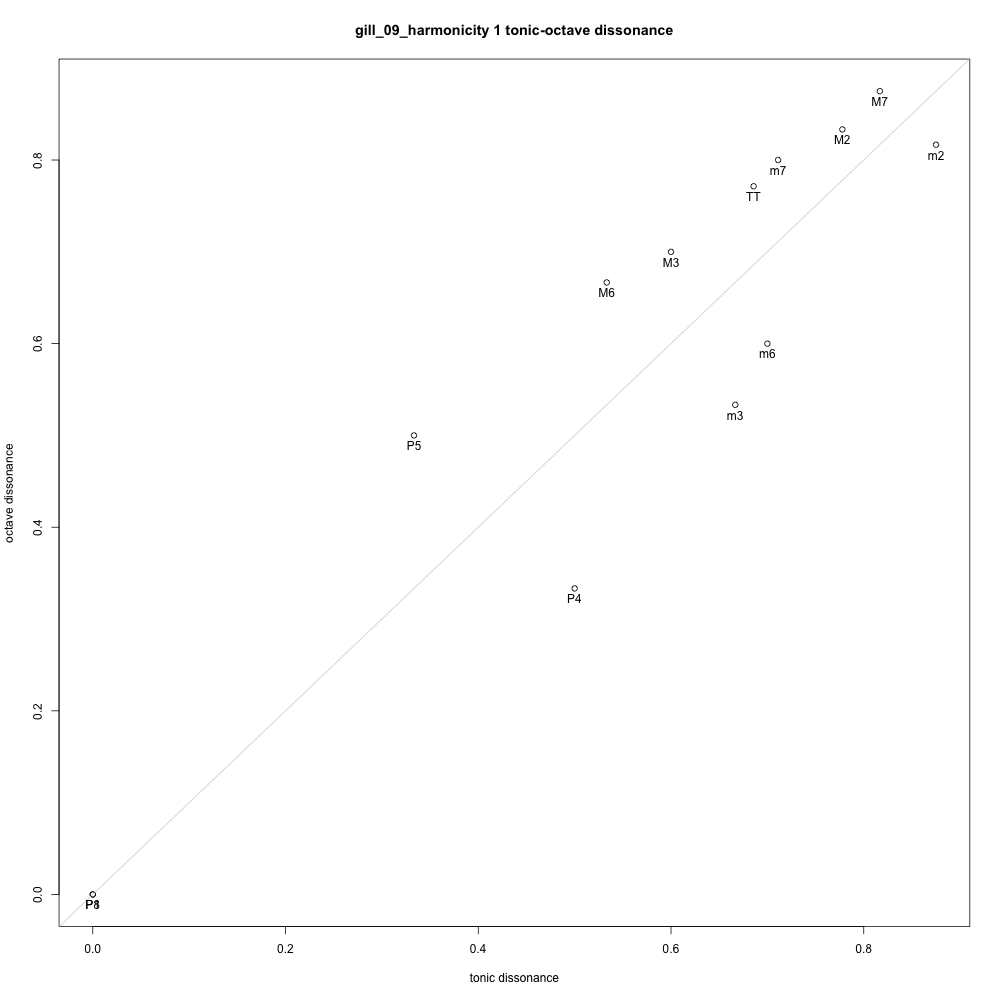 gill_09_harmonicity 1 tonic-octave dissonance
M7
M2
m2
0.8
m7
TT
M3
M6
0.6
m6
m3
P5
octave dissonance
0.4
P4
0.2
0.0
P1
P8
0.0
0.2
0.4
0.6
0.8
tonic dissonance